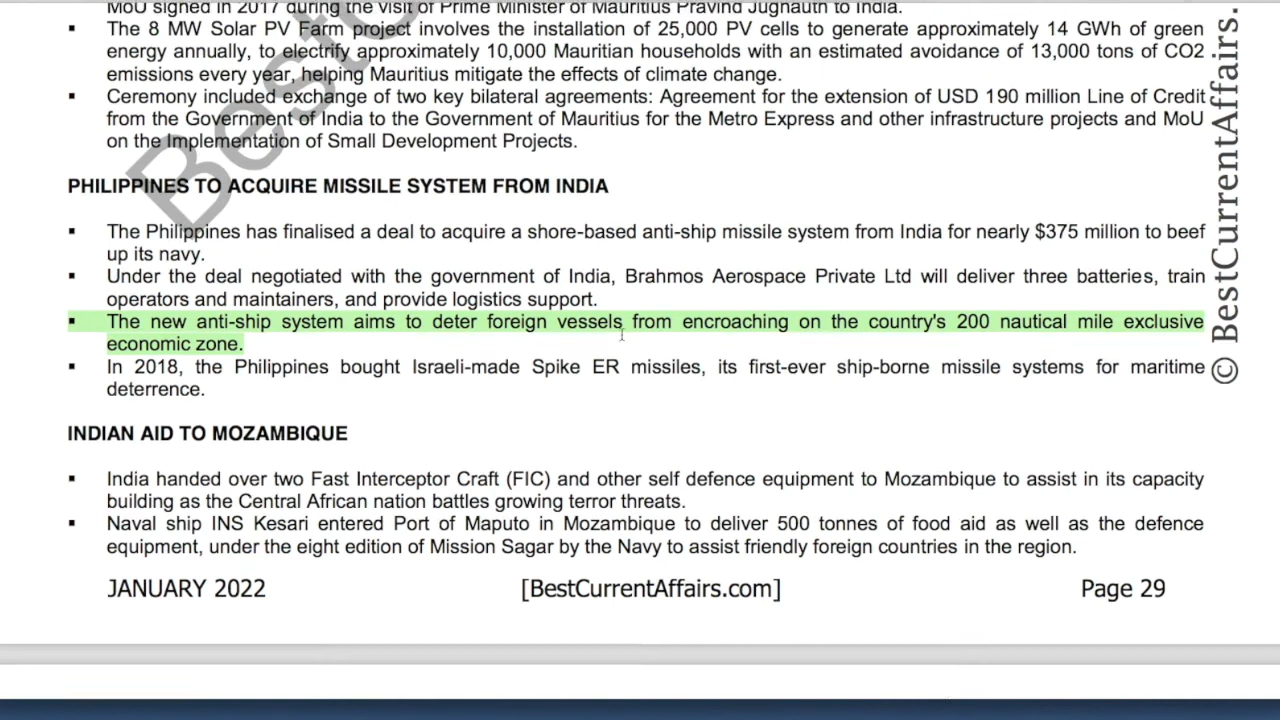 MoU signed in 2017 during the visit of Prime Minister of Mauritius Pravind Jugnauth to India.
▪ The 8 MW Solar PV Farm project involves the installation of 25,000 PV cells to generate approximately 14 GWh of green
energy annually, to electrify approximately 10,000 Mauritian households with an estimated avoidance of 13,000 tons of CO2
emissions every year, helping Mauritius mitigate the effects of climate change.
▪ Ceremony included exchange of two key bilateral agreements: Agreement for the extension of USD 190 million Line of Credit
from the Government of India to the Government of Mauritius for the Metro Express and other infrastructure projects and MoU
on the Implementation of Small Development Projects.
PHILIPPINES TO ACQUIRE MISSILE SYSTEM FROM INDIA
▪ The Philippines has finalised a deal to acquire a shore-based anti-ship missile system from India for nearly $375 million to beef
up its navy.
▪ Under the deal negotiated with the government of India, Brahmos Aerospace Private Ltd will deliver three batteries, train
operators and maintainers, and provide logistics support.
▪ The new anti-ship system aims to deter foreign vessels from encroaching on the country's 200 nautical mile exclusive
economic zone.
▪ In 2018, the Philippines bought Israeli-made Spike ER missiles, its first-ever ship-borne missile systems for maritime
deterrence.
INDIAN AID TO MOZAMBIQUE
▪ India handed over two Fast Interceptor Craft (FIC) and other self defence equipment to Mozambique to assist in its capacity
building as the Central African nation battles growing terror threats.
▪ Naval ship INS Kesari entered Port of Maputo in Mozambique to deliver 500 tonnes of food aid as well as the defence
equipment, under the eight edition of Mission Sagar by the Navy to assist friendly foreign countries in the region.
JANUARY 2022 [BestCurrentAffairs.com] Page 29
© BestCurrentAffairs.
Bestc